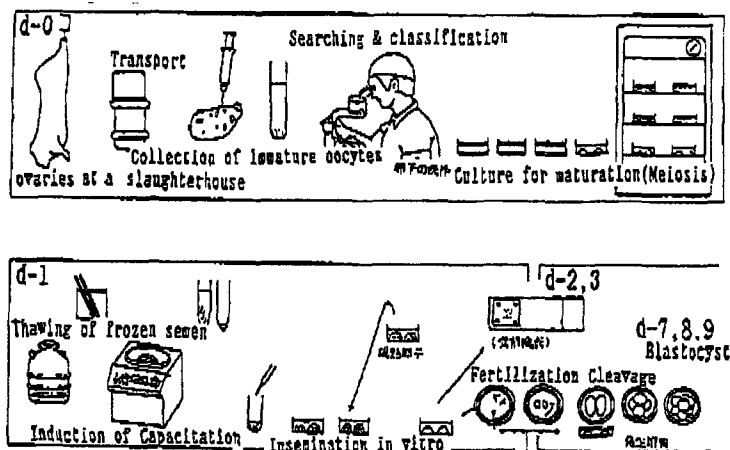 d-0
Searching & classification
Transport
Collection of Immature oocytes
ovaries at a slaughterhouse
Culture for maturation(Meiosis)
d-1
d-2,3
Thawing of frozen semen
d-7,8,9
Blastocyst
Fertilization Cleavage
Induction of Capacitation
Insemination in vitro